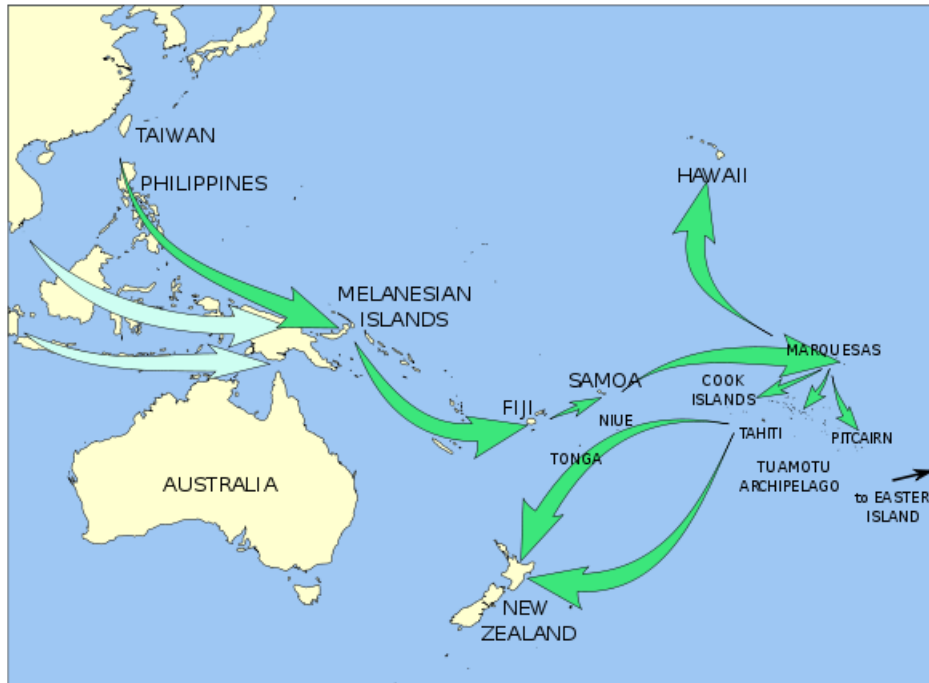 TAIWAN
PHILIPPINES
HAWAII
MELANESIAN
ISLANDS
MARQUESAS
SAMOA
COOK
ISLANDS
FIJI
NIUE
TAHITI
PITCAIRN
TONGA
TUAMOTU
ARCHIPELAGO
AUSTRALIA
to EASTER
ISLAND
NEW
ZEALAND